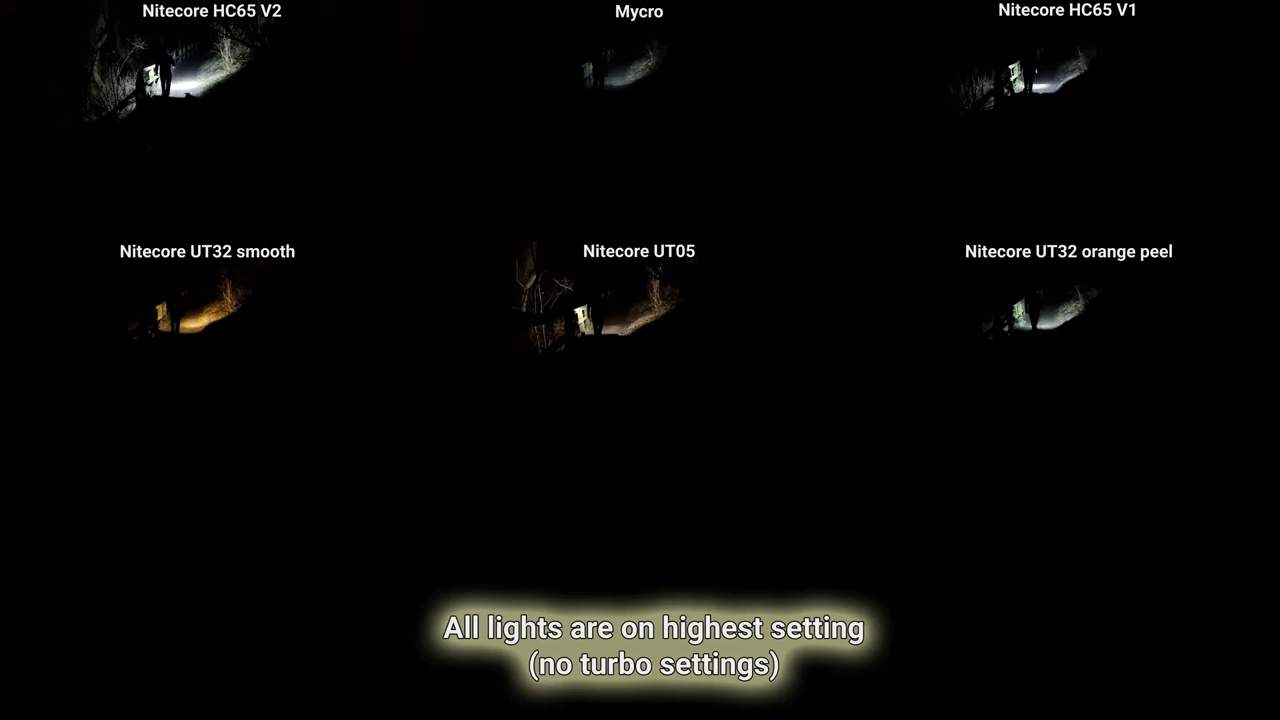 Nitecore HC65 V2
Mycro
Nitecore HC65 V1
Nitecore UT32 smooth
Nitecore UT05
Nitecore UT32 orange peel
All lights are on highest setting
(no turbo settings)